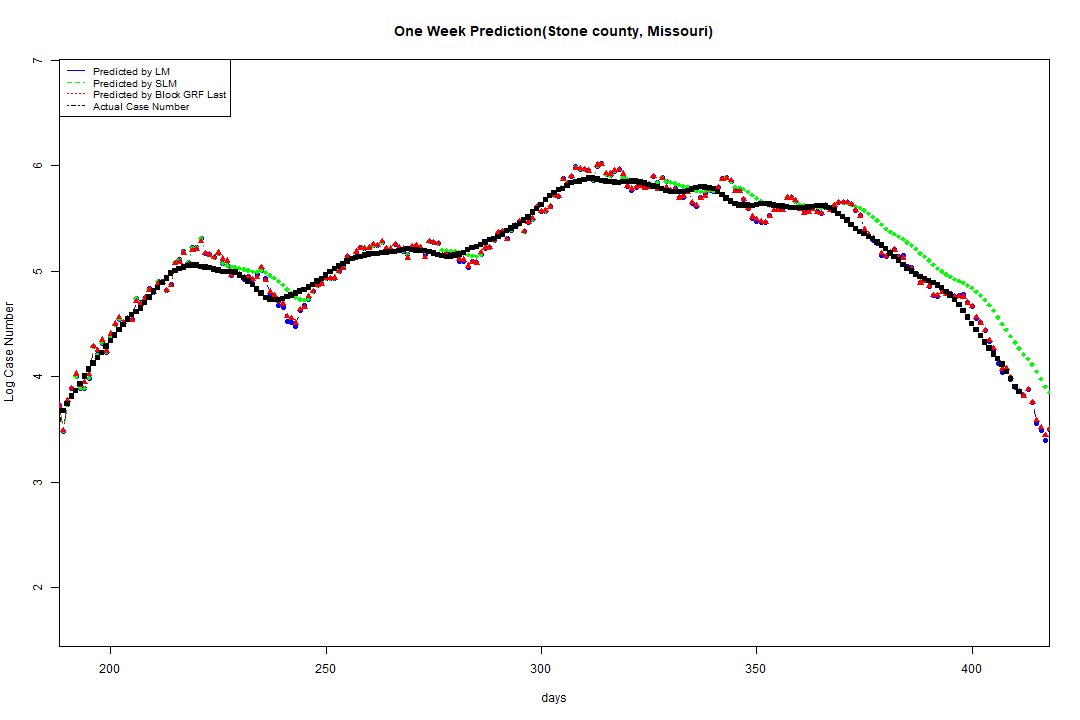 One Week Prediction(Stone county, Missouri)
Predicted by LM
Predicted by SLM
Predicted by Block GRF Last
Actual Case Number
7
6
5
4
3
2
Log Case Number
200 250 300 350 400
days